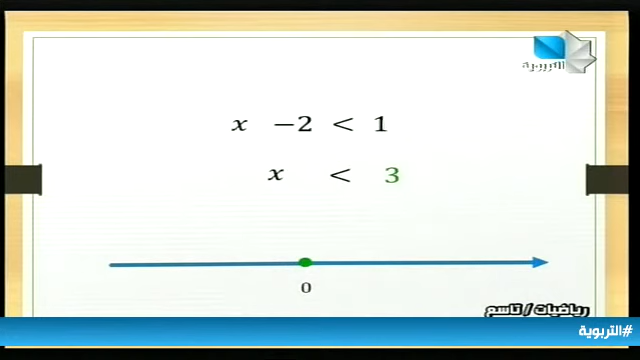 التربوية
x −2 < 1
x < 3
0
رياضيات / تاسع
#التربوية